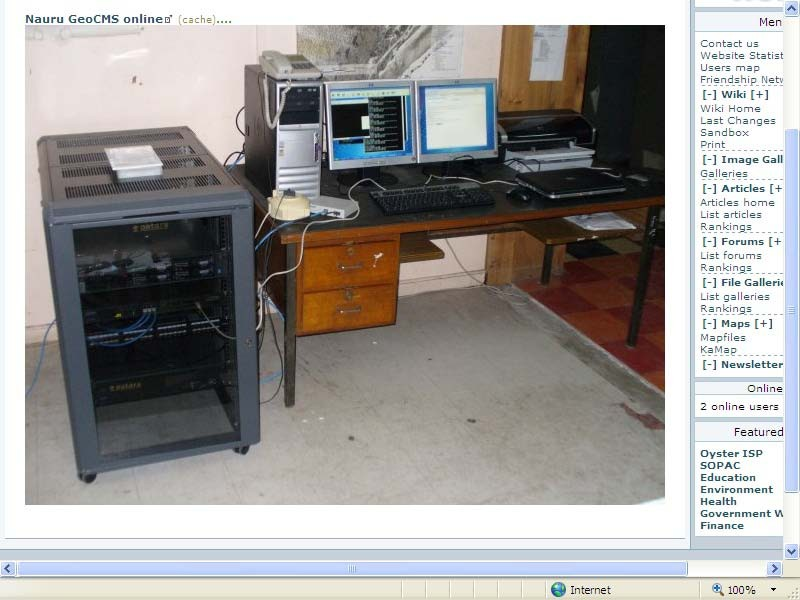 Nauru GeoCMS online (cache)....
Men
Contact us
Website Statist
Users map
Friendship Netw
[-] Wiki [+]
Wiki Home
Last Changes
Sandbox
Print
[-] Image Gall
Galleries
[-] Articles [+
Articles home
List articles
Rankings
[-] Forums [+
List forums
Rankings
[-] File Gallerie
List galleries
Rankings
[-] Maps [+]
Mapfiles
KaMap
[-] Newsletter
Online
2 online users
Featured
Oyster ISP
SOPAC
Education
Environment
Health
Government W
Finance
Internet
100%